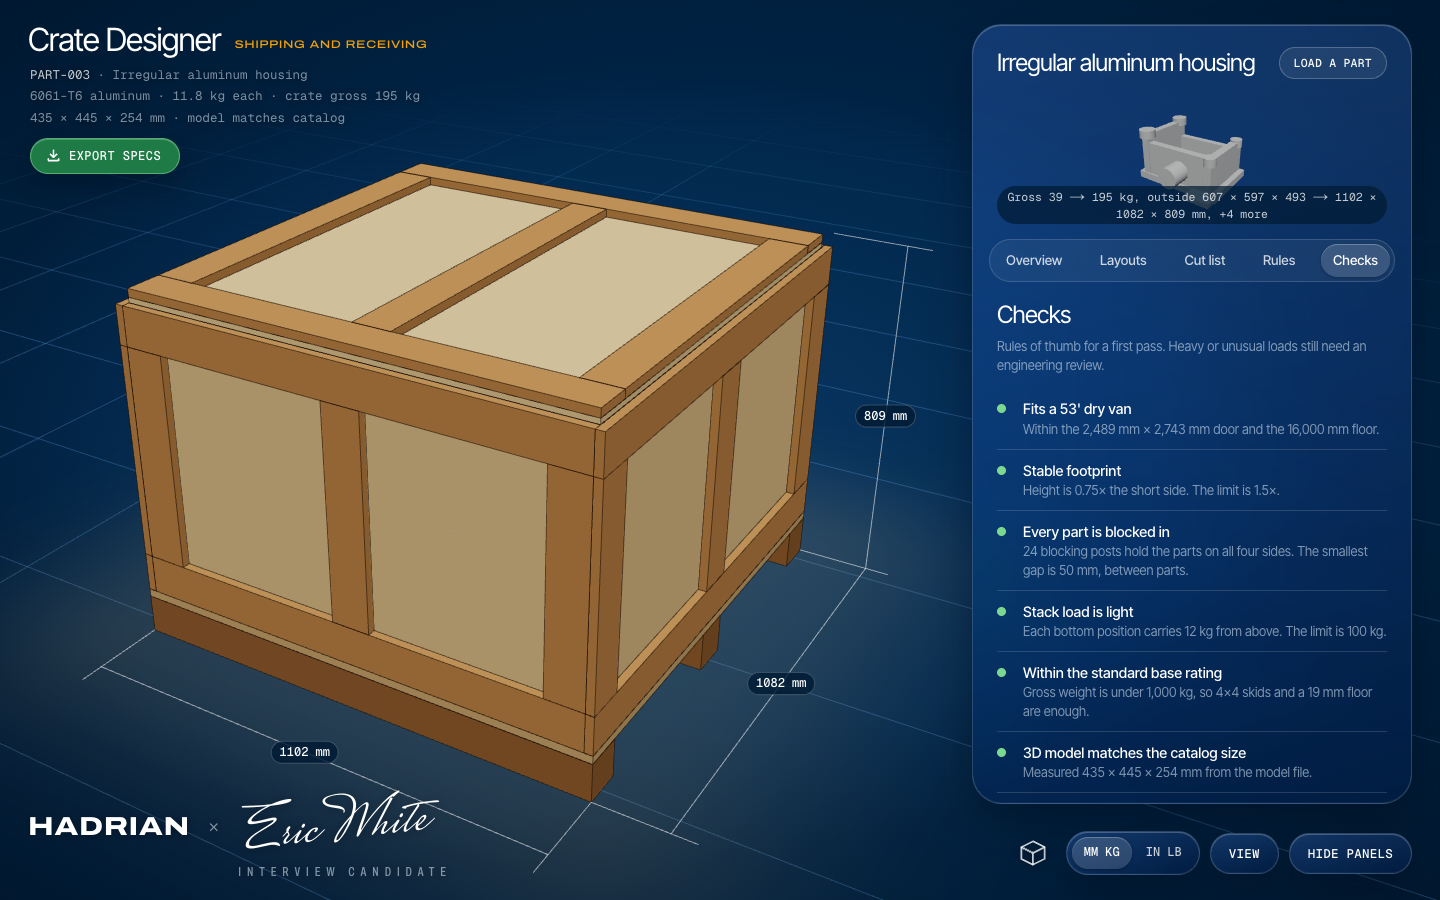 Crate Designer SHIPPING AND RECEIVING
PART-003 · Irregular aluminum housing
6061-T6 aluminum · 11.8 kg each · crate gross 195 kg
435 × 445 × 254 mm · model matches catalog
EXPORT SPECS
809 mm
1082 mm
1102 mm
HADRIAN × Eric White
INTERVIEW CANDIDATE
Irregular aluminum housing
LOAD A PART
Gross 39 → 195 kg, outside 607 × 597 × 493 → 1102 ×
1082 × 809 mm, +4 more
Overview Layouts Cut list Rules Checks
Checks
Rules of thumb for a first pass. Heavy or unusual loads still need an
engineering review.
Fits a 53' dry van
Within the 2,489 mm × 2,743 mm door and the 16,000 mm floor.
Stable footprint
Height is 0.75× the short side. The limit is 1.5×.
Every part is blocked in
24 blocking posts hold the parts on all four sides. The smallest
gap is 50 mm, between parts.
Stack load is light
Each bottom position carries 12 kg from above. The limit is 100 kg.
Within the standard base rating
Gross weight is under 1,000 kg, so 4×4 skids and a 19 mm floor
are enough.
3D model matches the catalog size
Measured 435 × 445 × 254 mm from the model file.
MM KG IN LB VIEW HIDE PANELS